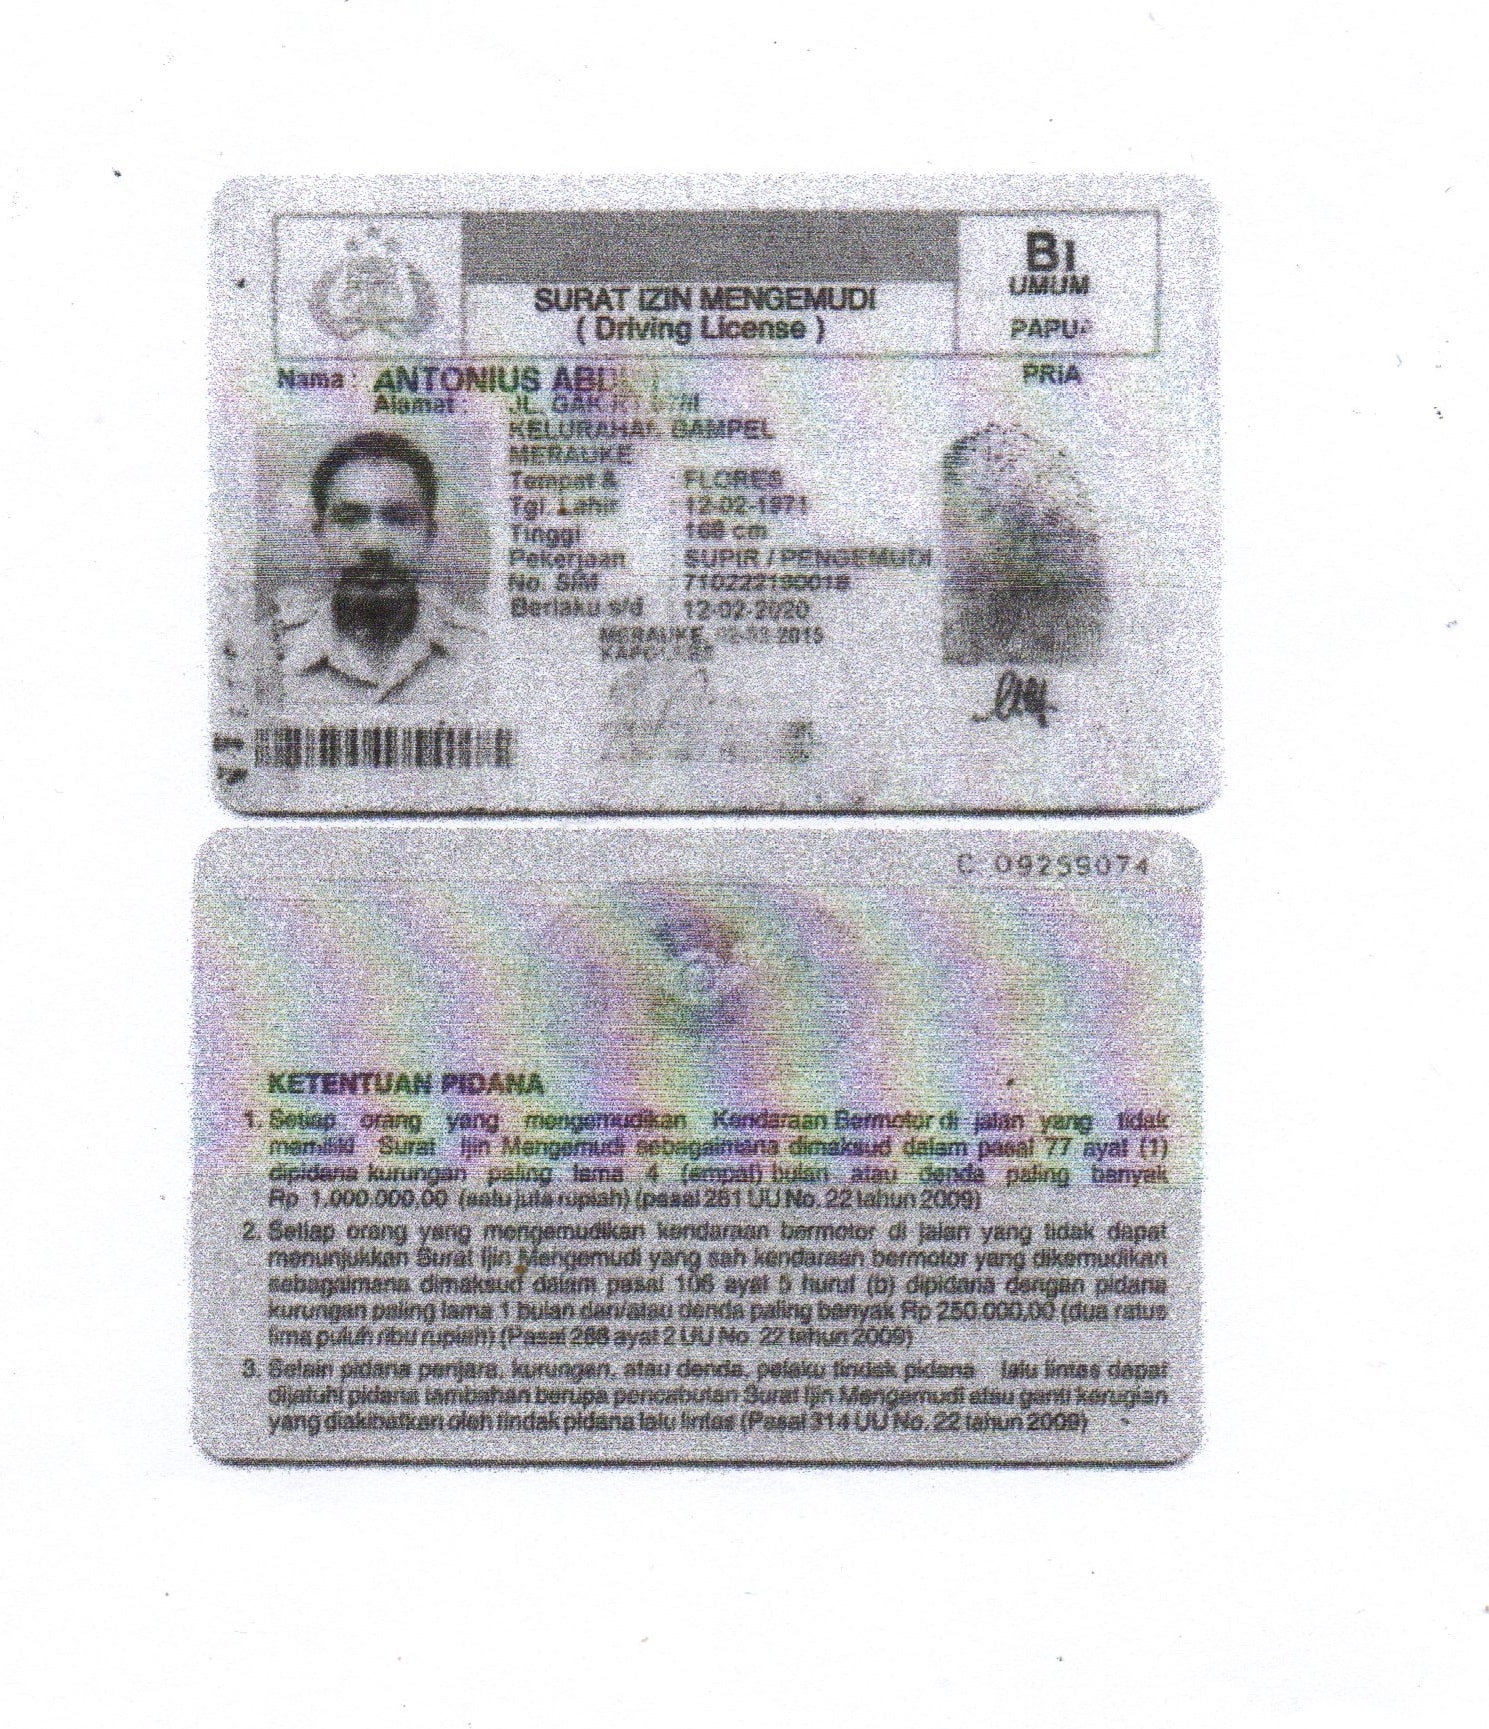 SURAT IZIN MENGEMUDI
( Driving License )
BI
UMUM
PAPUA
Nama : ANTONIUS
PRIA
Alamat : JL.
KELURAHAN BAMPEL
MERAUKE
Tempat & : FLORES
Tgl. Lahir : 12-02-1971
Tinggi : 168 cm
Pekerjaan : SUPIR / PENGEMUDI
No. SIM : 710222190018
Berlaku s/d : 12-02-2020
MERAUKE, 2015
C 09259074
KETENTUAN PIDANA
1. Setiap orang yang mengemudikan Kendaraan Bermotor di jalan yang tidak
memiliki Surat Ijin Mengemudi sebagaimana dimaksud dalam pasal 77 ayat (1)
dipidana kurungan paling lama 4 (empat) bulan atau denda paling banyak
Rp 1.000.000,00 (satu juta rupiah) (pasal 281 UU No. 22 tahun 2009)
2. Setiap orang yang mengemudikan kendaraan bermotor di jalan yang tidak dapat
menunjukkan Surat Ijin Mengemudi yang sah kendaraan bermotor yang dikemudikan
sebagaimana dimaksud dalam pasal 106 ayat 5 huruf (b) dipidana dengan pidana
kurungan paling lama 1 bulan dan/atau denda paling banyak Rp 250.000,00 (dua ratus
lima puluh ribu rupiah) (Pasal 288 ayat 2 UU No. 22 tahun 2009)
3. Selain pidana penjara, kurungan, atau denda, pelaku tindak pidana lalu lintas dapat
dijatuhi pidana tambahan berupa pencabutan Surat Ijin Mengemudi atau ganti kerugian
yang diakibatkan oleh tindak pidana lalu lintas (Pasal 314 UU No. 22 tahun 2009)